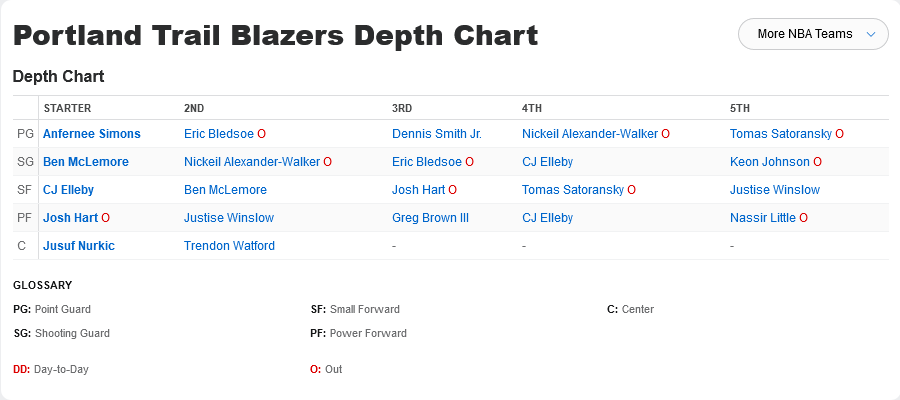 Portland Trail Blazers Depth Chart
More NBA Teams
Depth Chart
STARTER 2ND 3RD 4TH 5TH
PG Anfernee Simons Eric Bledsoe O Dennis Smith Jr. Nickeil Alexander-Walker O Tomas Satoransky O
SG Ben McLemore Nickeil Alexander-Walker O Eric Bledsoe O CJ Elleby Keon Johnson O
SF CJ Elleby Ben McLemore Josh Hart O Tomas Satoransky O Justise Winslow
PF Josh Hart O Justise Winslow Greg Brown III CJ Elleby Nassir Little O
C Jusuf Nurkic Trendon Watford - - -
GLOSSARY
PG: Point Guard SF: Small Forward C: Center
SG: Shooting Guard PF: Power Forward
DD: Day-to-Day O: Out